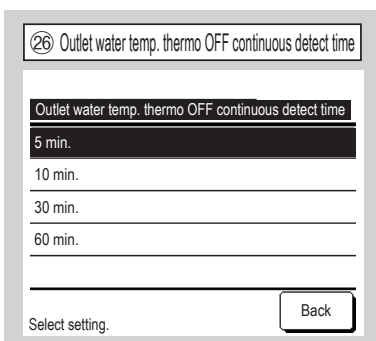 ㉖ Outlet water temp. thermo OFF continuous detect time
Outlet water temp. thermo OFF continuous detect time
5 min.
10 min.
30 min.
60 min.
Back
Select setting.